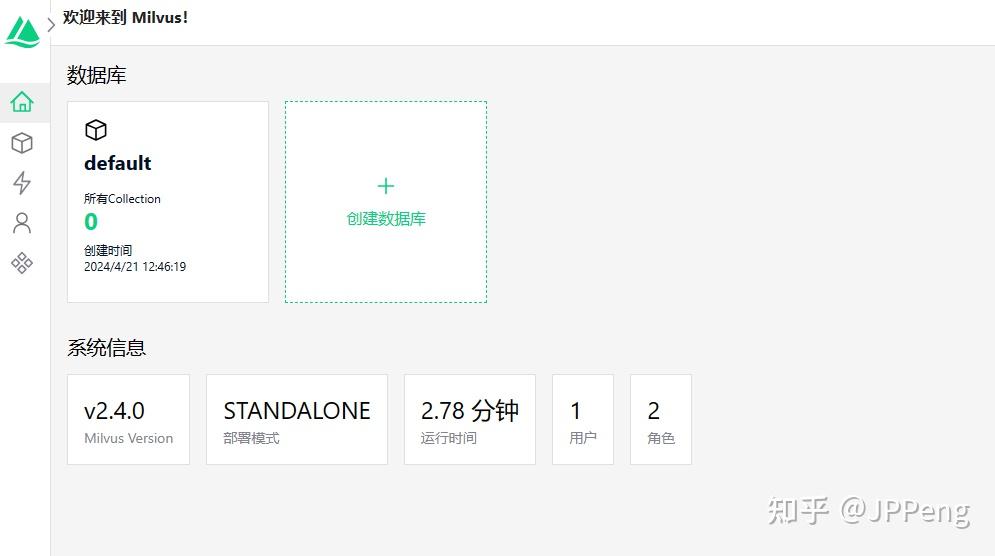 欢迎来到 Milvus!
数据库
default
所有Collection
0
创建时间
2024/4/21 12:46:19
+
创建数据库
系统信息
v2.4.0
Milvus Version
STANDALONE
部署模式
2.78 分钟
运行时间
1
用户
2
角色
知乎 @JPPeng